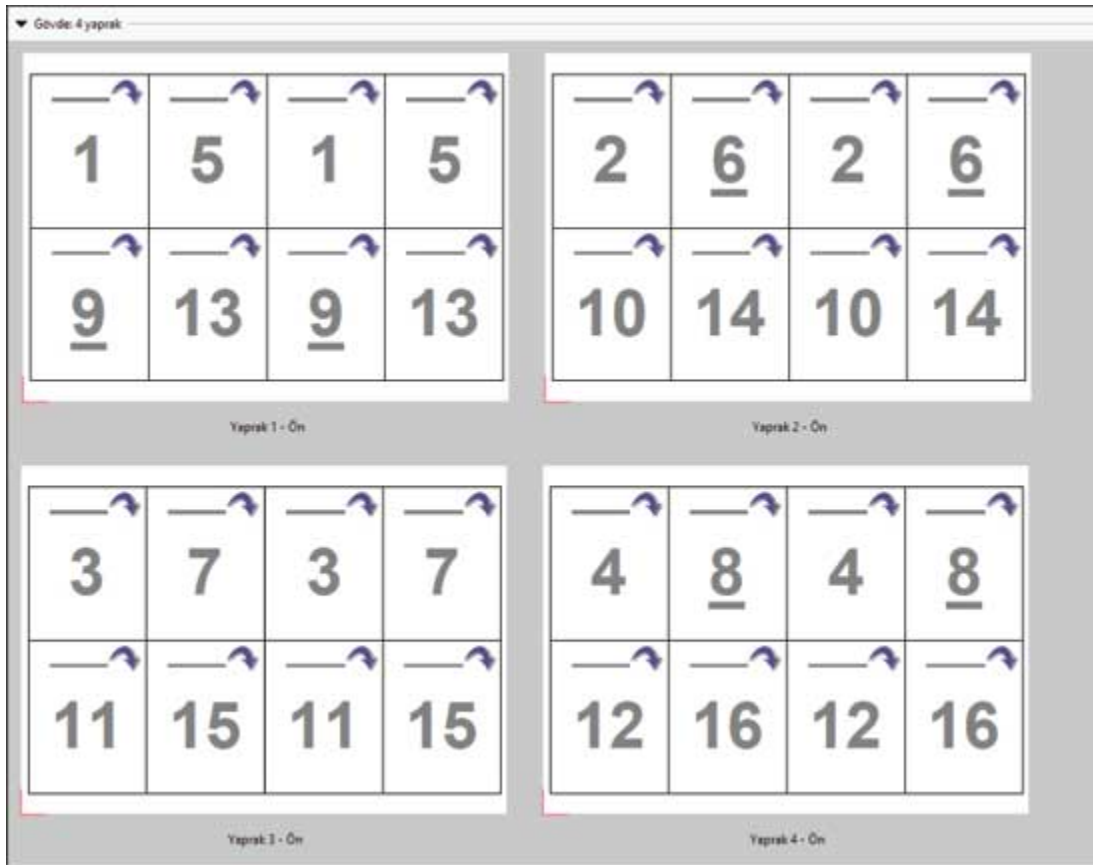 Gövde: 4 yaprak
1 5 1 5
9 13 9 13
2 6 2 6
10 14 10 14
Yaprak 1 - Ön
Yaprak 2 - Ön
3 7 3 7
11 15 11 15
4 8 4 8
12 16 12 16
Yaprak 3 - Ön
Yaprak 4 - Ön